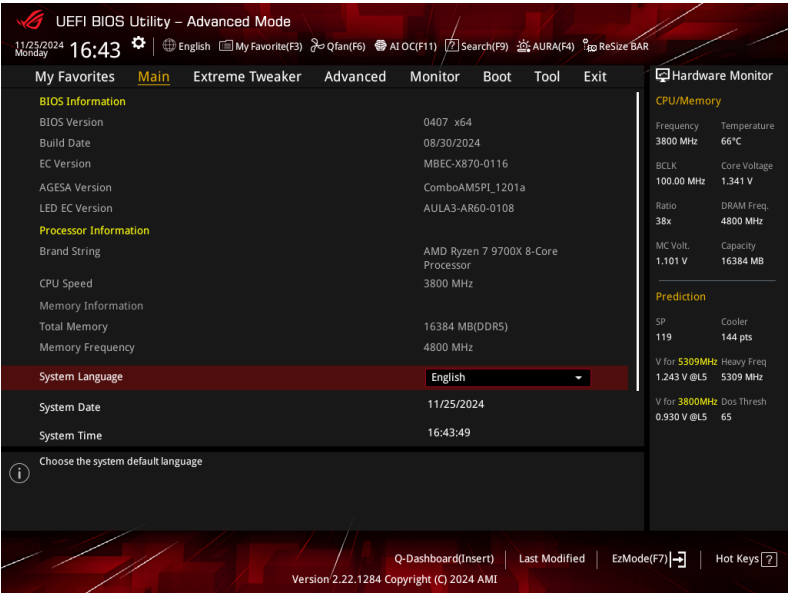 UEFI BIOS Utility – Advanced Mode
11/25/2024
Monday
16:43
English
My Favorite(F3)
Qfan(F6)
AI OC(F11)
Search(F9)
AURA(F4)
ReSize BAR
My Favorites
Main
Extreme Tweaker
Advanced
Monitor
Boot
Tool
Exit
BIOS Information
BIOS Version 0407 x64
Build Date 08/30/2024
EC Version MBEC-X870-0116
AGESA Version ComboAM5PI_1201a
LED EC Version AULA3-AR60-0108
Processor Information
Brand String AMD Ryzen 7 9700X 8-Core
Processor
CPU Speed 3800 MHz
Memory Information
Total Memory 16384 MB(DDR5)
Memory Frequency 4800 MHz
System Language English
System Date 11/25/2024
System Time 16:43:49
Choose the system default language
Hardware Monitor
CPU/Memory
Frequency Temperature
3800 MHz 66°C
BCLK Core Voltage
100.00 MHz 1.341 V
Ratio DRAM Freq.
38x 4800 MHz
MC Volt. Capacity
1.101 V 16384 MB
Prediction
SP Cooler
119 144 pts
V for 5309MHz Heavy Freq
1.243 V @L5 5309 MHz
V for 3800MHz Dos Thresh
0.930 V @L5 65
Q-Dashboard(Insert)
Last Modified
EzMode(F7)
Hot Keys ?
Version 2.22.1284 Copyright (C) 2024 AMI